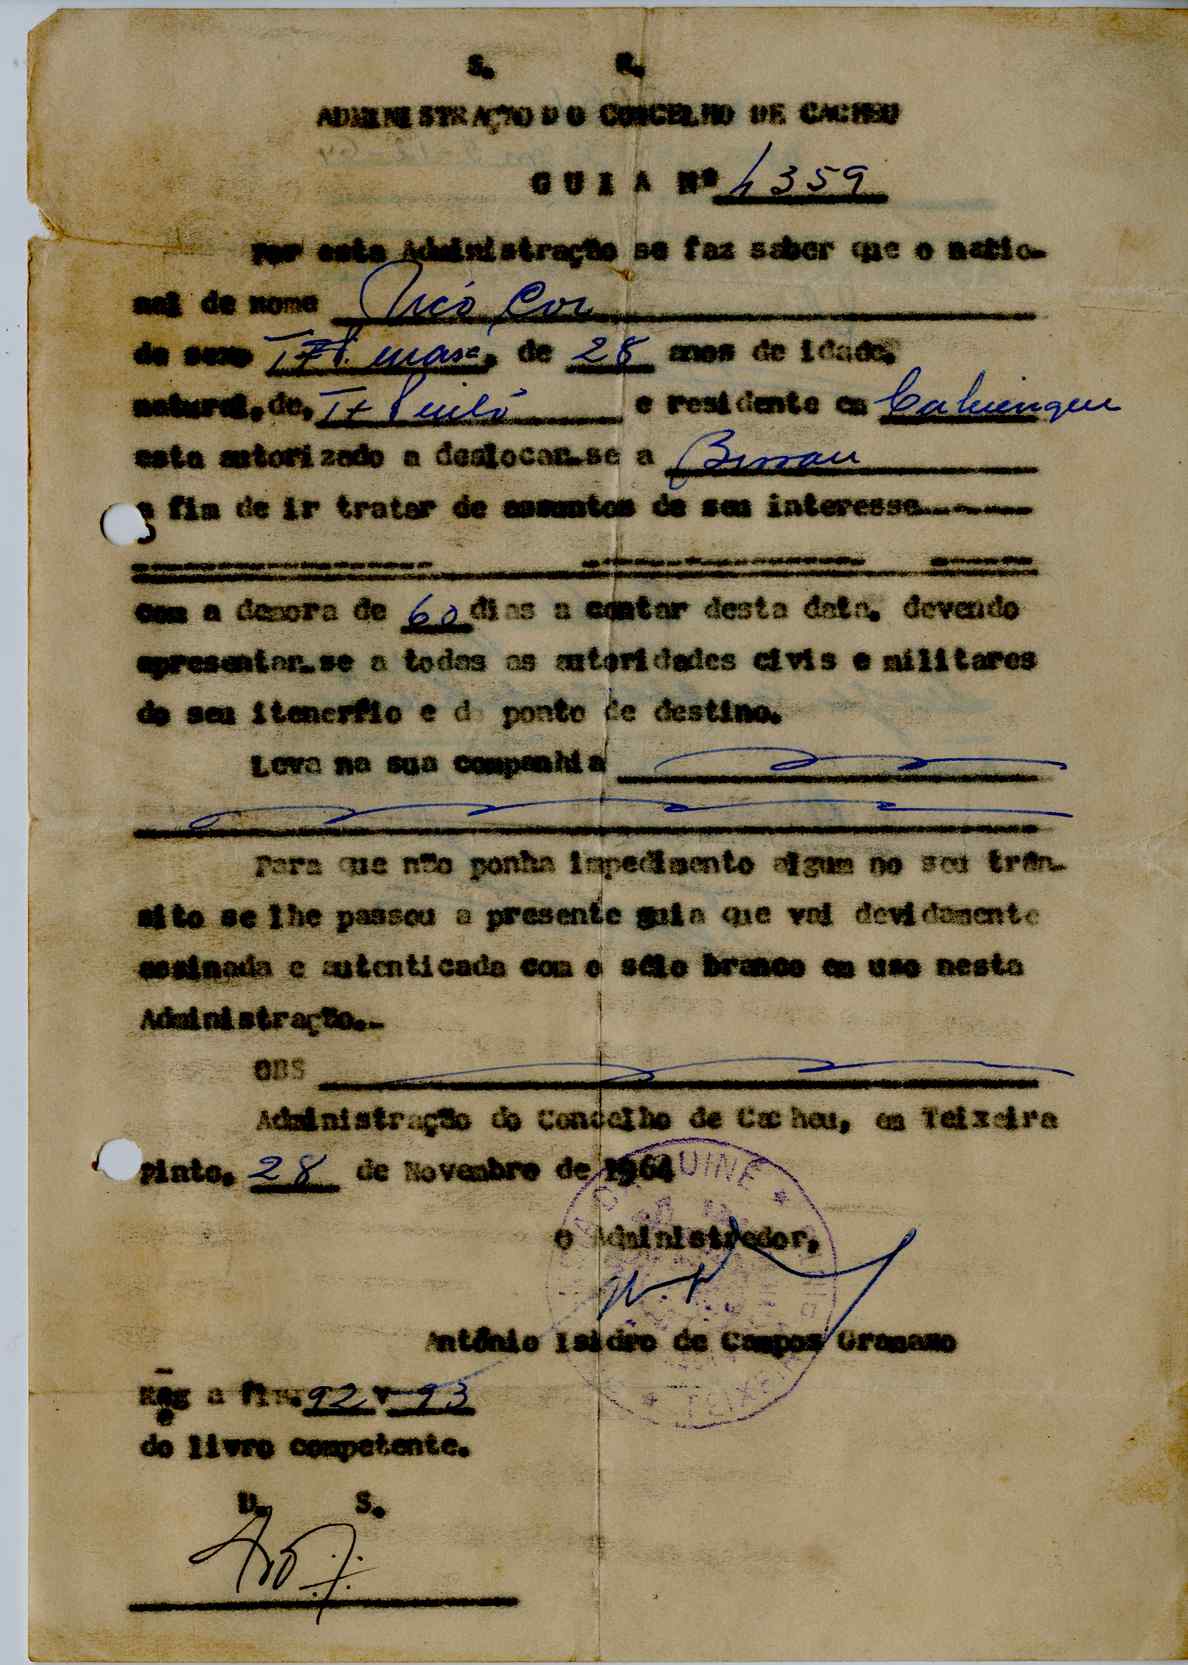 S. R.
ADMINISTRAÇÃO DO CONCELHO DE CACHEU
GUIA Nº 4359
Por esta Administração se faz saber que o nacio-
nal de nome Nicó Cor
do sexo masc, de 28 anos de idade,
natural, de, e residente em
esta autorizado a deslocar-se a Bissau
a fim de ir tratar de assuntos de seu interesse
com a demora de 60 dias a contar desta data, devendo
apresentar-se a todas as autoridades civis e militares
do seu itenerfio e d ponto de destino.
Leva na sua companhia
Para que não ponha impedimento algum no seu trân-
sito se lhe passou a presente guia que vai devidamente
assinada e autenticada com o sêlo branco em uso nesta
Administração.-
OBS
Administração do Concelho de Cacheu, em Teixeira
Pinto, 28 de Novembro de 1964
O Administrador,
António Isidro de Campos Gramaxo
Reg a fls. 92 v 93
e
do livro competente.
D. S.
GUINÉ
TEIXEIRA